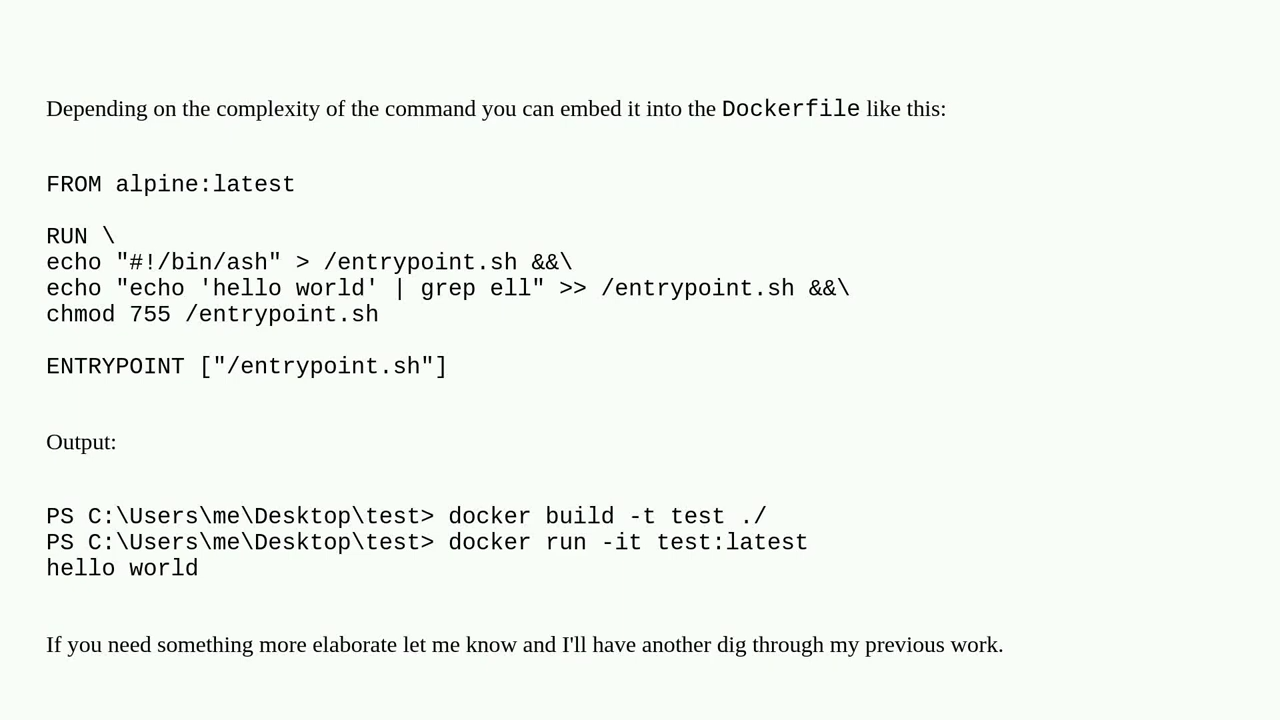 Depending on the complexity of the command you can embed it into the Dockerfile like this:
FROM alpine:latest
RUN \
echo "#!/bin/ash" > /entrypoint.sh &&\
echo "echo 'hello world' | grep ell" >> /entrypoint.sh &&\
chmod 755 /entrypoint.sh
ENTRYPOINT ["/entrypoint.sh"]
Output:
PS C:\Users\me\Desktop\test> docker build -t test ./
PS C:\Users\me\Desktop\test> docker run -it test:latest
hello world
If you need something more elaborate let me know and I'll have another dig through my previous work.